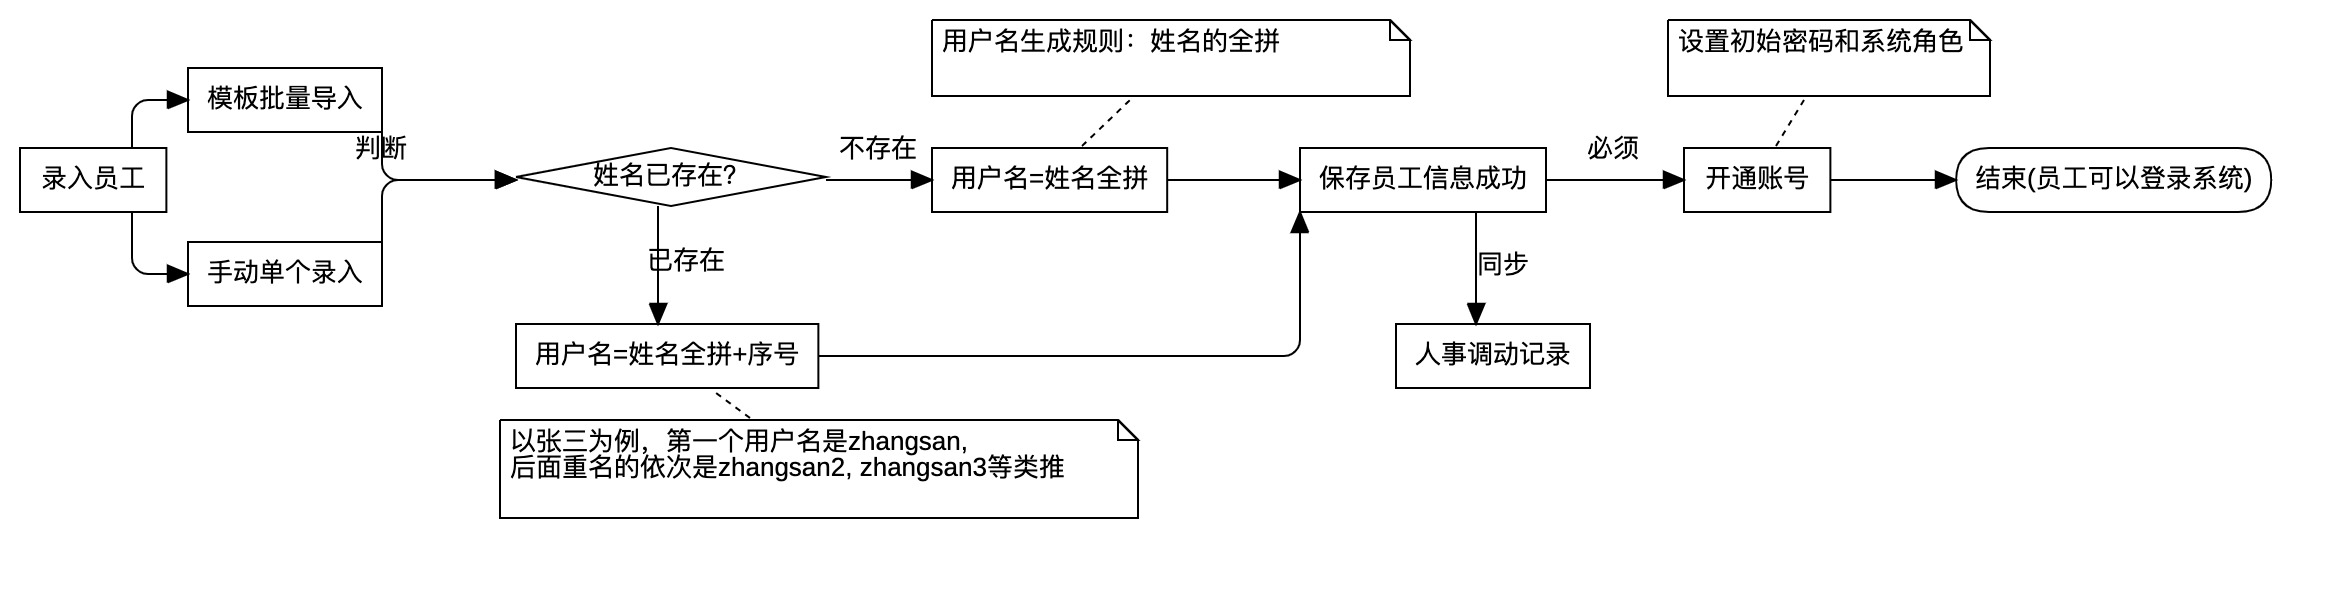 用户名生成规则：姓名的全拼
设置初始密码和系统角色
模板批量导入
判断
录入员工
手动单个录入
姓名已存在?
不存在
用户名=姓名全拼
保存员工信息成功
必须
开通账号
结束(员工可以登录系统)
已存在
同步
用户名=姓名全拼+序号
人事调动记录
以张三为例，第一个用户名是zhangsan,
后面重名的依次是zhangsan2, zhangsan3等类推